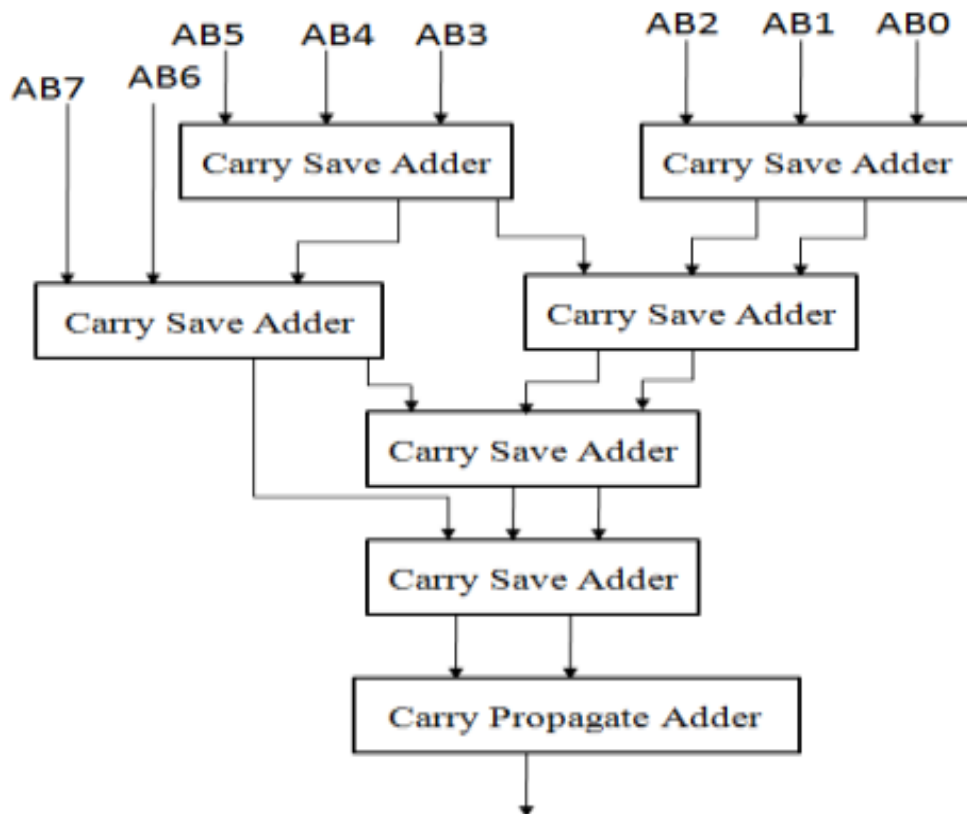 AB5 AB4 AB3 AB2 AB1 AB0
AB7 AB6
Carry Save Adder Carry Save Adder
Carry Save Adder Carry Save Adder
Carry Save Adder
Carry Save Adder
Carry Propagate Adder